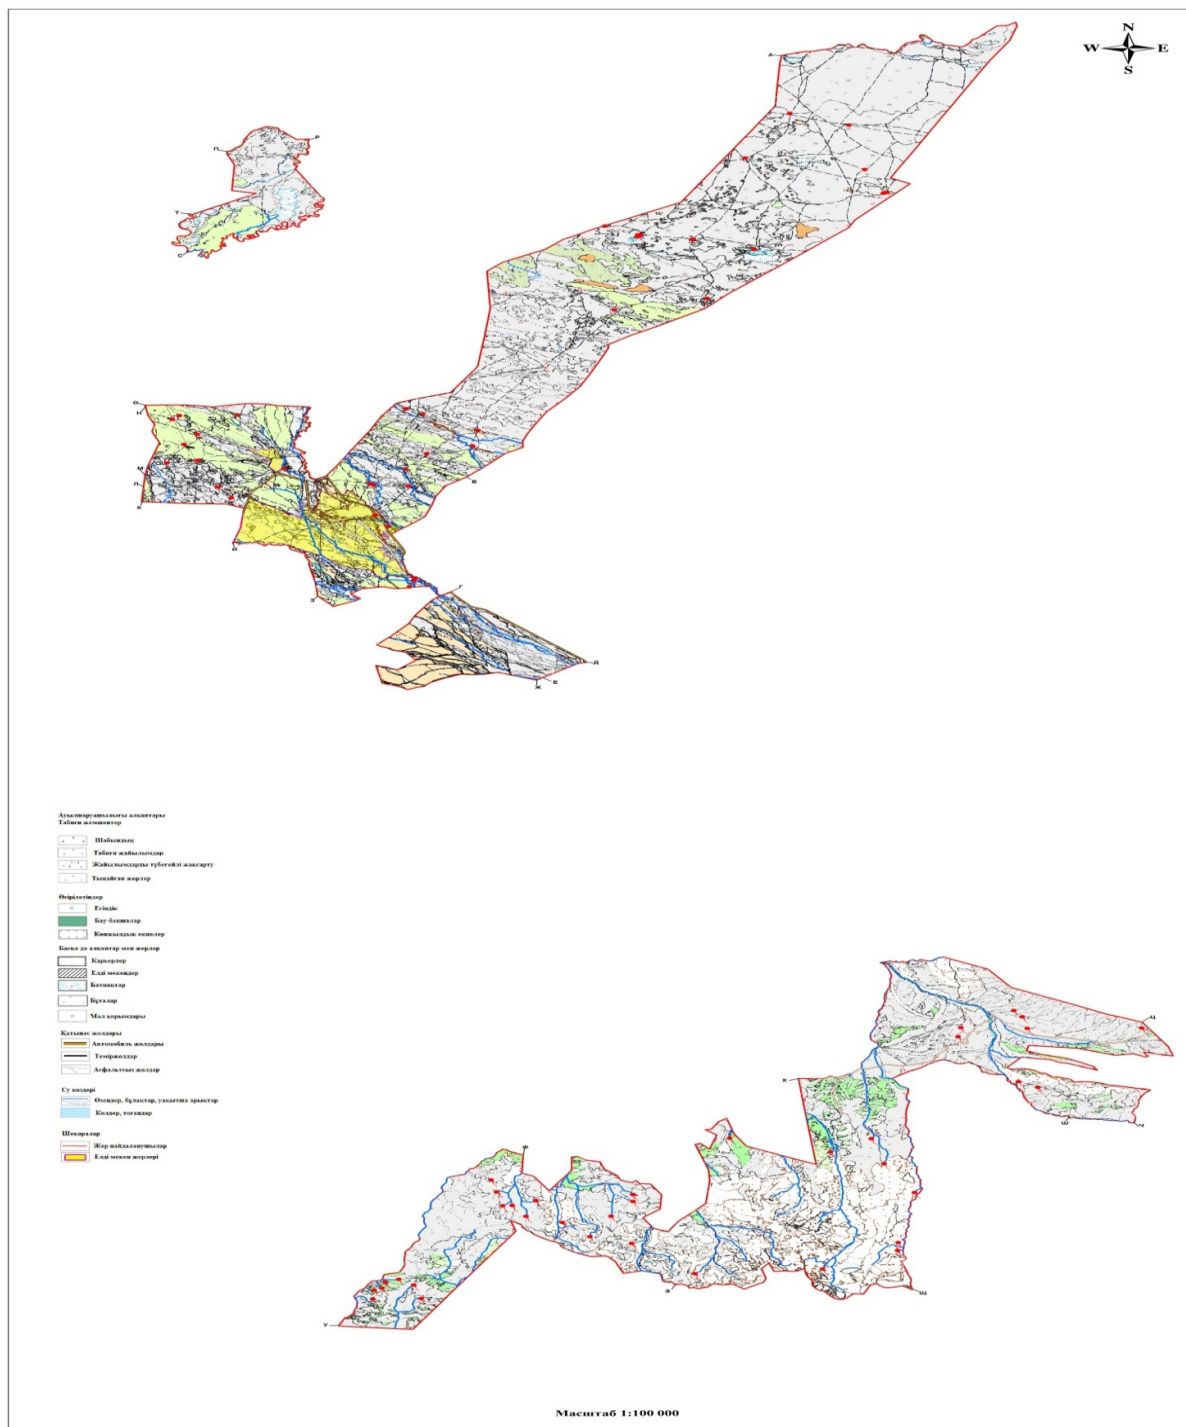 N
W E
S
А
П
Р
Т
С
О
Н
М
Л
К
В
И
З
Г
Д
Е
Ж
Ауылшаруашылығы алқаптары
Табиғи жемшөптер
Шабындық
Табиғи жайылымдар
Жайылымдарды түбегейлі жақсарту
Тыңайған жерлер
Өсірілетіндер
Егіндік
Бау-бақшалар
Көпжылдық екпелер
Басқа да алқаптар мен жерлер
Карьерлер
Елді мекендер
Батпақтар
Бұталар
Мал қорымдары
Қатынас жолдары
Автомобиль жолдары
Теміржолдар
Асфальтсыз жолдар
Су көздері
Өзендер, бұлақтар, уақытша арықтар
Көлдер, тоғандар
Шекаралар
Жер пайдаланушылар
Елді мекен жерлері
Ц
Х
Ш
Ч
Ф
Э
Щ
У
Масштаб 1:100 000